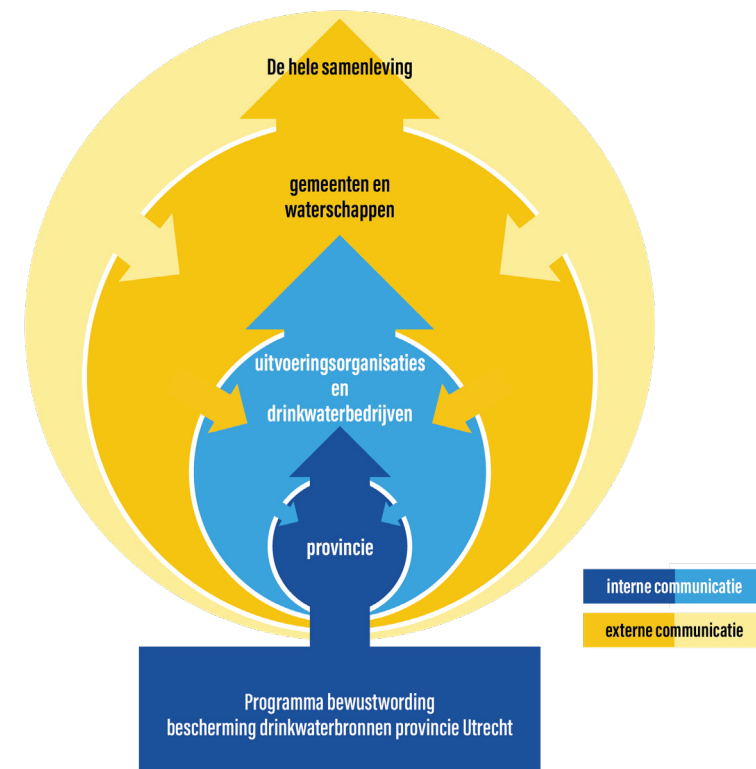 De hele samenleving
gemeenten en
waterschappen
uitvoeringsorganisaties
en
drinkwaterbedrijven
provincie
interne communicatie
externe communicatie
Programma bewustwording
bescherming drinkwaterbronnen provincie Utrecht